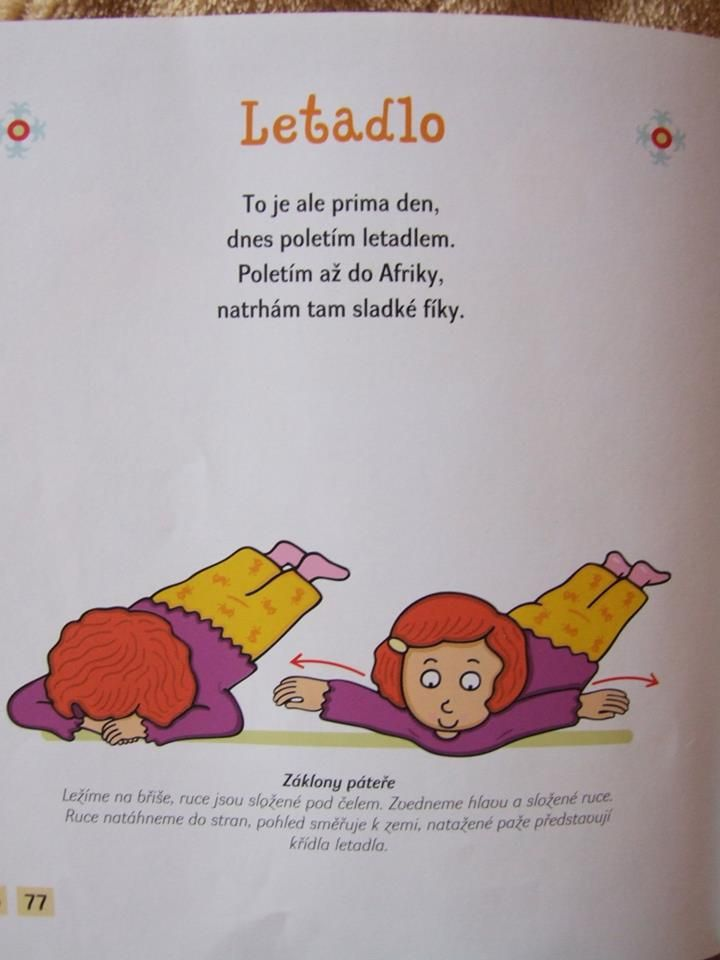 Letadlo
To je ale prima den,
dnes poletím letadlem.
Poletím až do Afriky,
natrhám tam sladké fíky.
Záklony páteře
Ležíme na břiše, ruce jsou složené pod čelem. Zvedneme hlavu a složené ruce.
Ruce natáhneme do stran, pohled směřuje k zemi, natažené paže představují
křídla letadla.
77